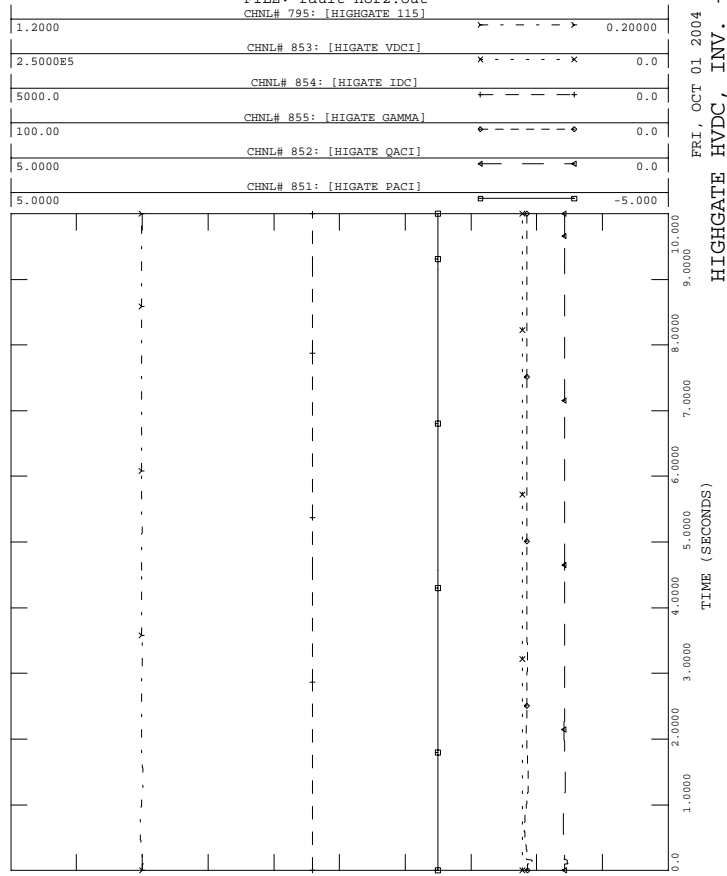 FILE: fault Horz.out
CHNL# 795: [HIGHGATE 115]
1.2000 0.20000
CHNL# 853: [HIGATE VDCI]
2.5000E5 0.0
CHNL# 854: [HIGATE IDC]
5000.0 0.0
CHNL# 855: [HIGATE GAMMA]
100.00 0.0
CHNL# 852: [HIGATE QACI]
5.0000 0.0
CHNL# 851: [HIGATE PACI]
5.0000 -5.000
FRI, OCT 01 2004
HIGHGATE HVDC, INV. -
10.000
9.0000
8.0000
7.0000
6.0000
5.0000
4.0000
3.0000
2.0000
1.0000
0.0
TIME (SECONDS)